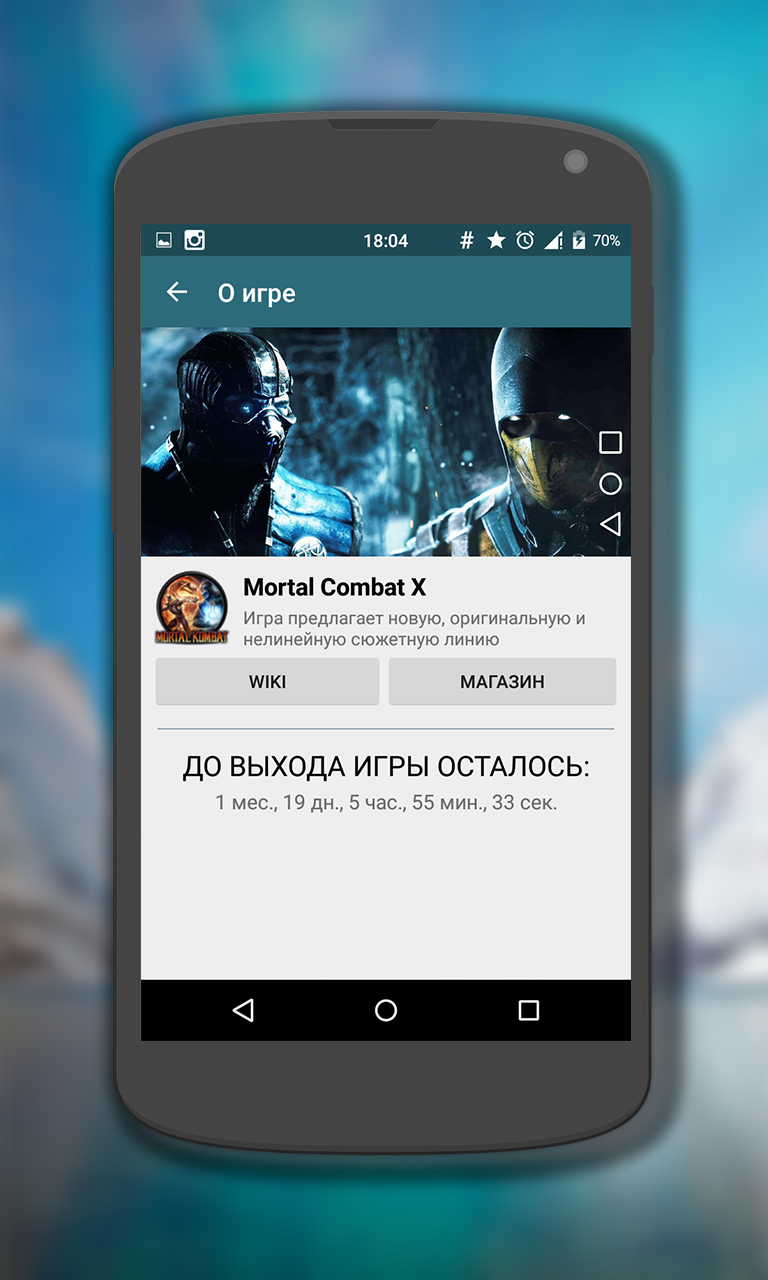 18:04 # 70%
О игре
Mortal Combat X
MORTAL KOMBAT
Игра предлагает новую, оригинальную и
нелинейную сюжетную линию
WIKI МАГАЗИН
ДО ВЫХОДА ИГРЫ ОСТАЛОСЬ:
1 мес., 19 дн., 5 час., 55 мин., 33 сек.